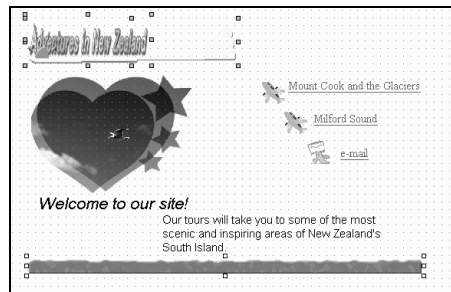 Adventures in New Zealand
Mount Cook and the Glaciers
Milford Sound
e-mail
Welcome to our site!
Our tours will take you to some of the most
scenic and inspiring areas of New Zealand's
South Island.